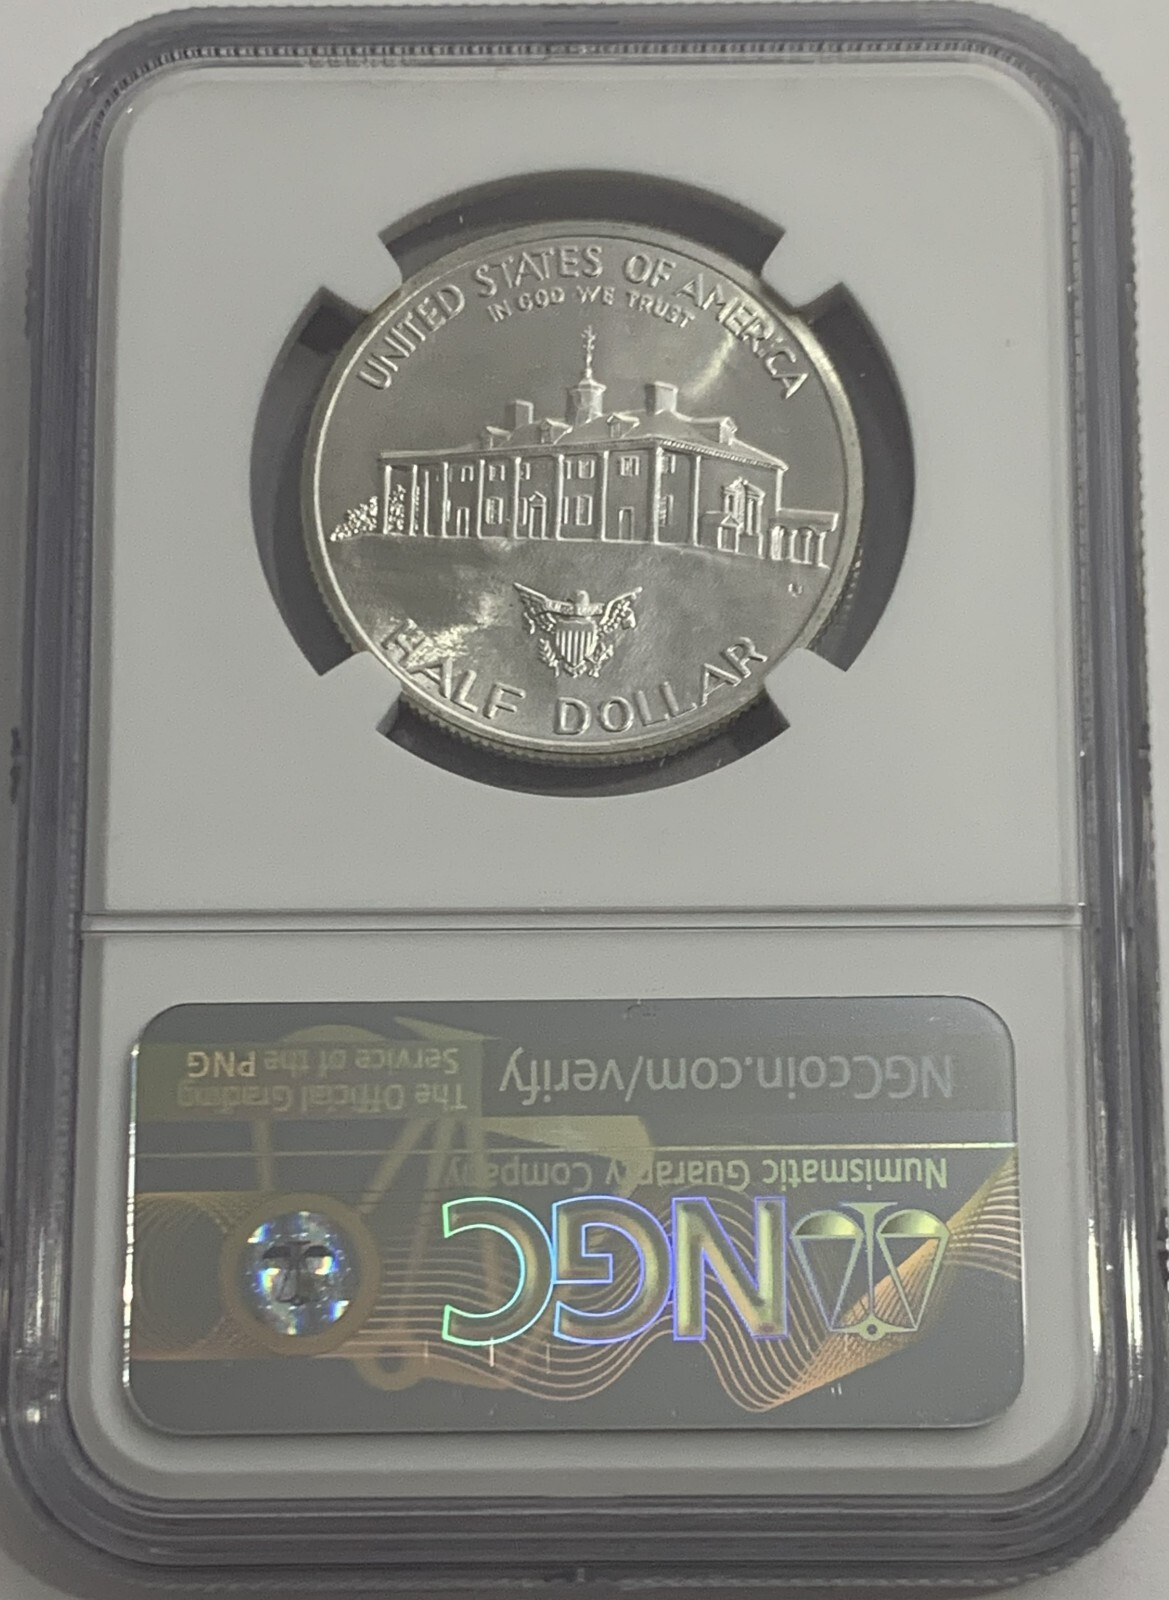 UNITED STATES OF AMERICA
IN GOD WE TRUST
HALF DOLLAR
NGCcoin.com/verify
The Official Grading
Service of the PNG
Numismatic Guaranty Company
NGC